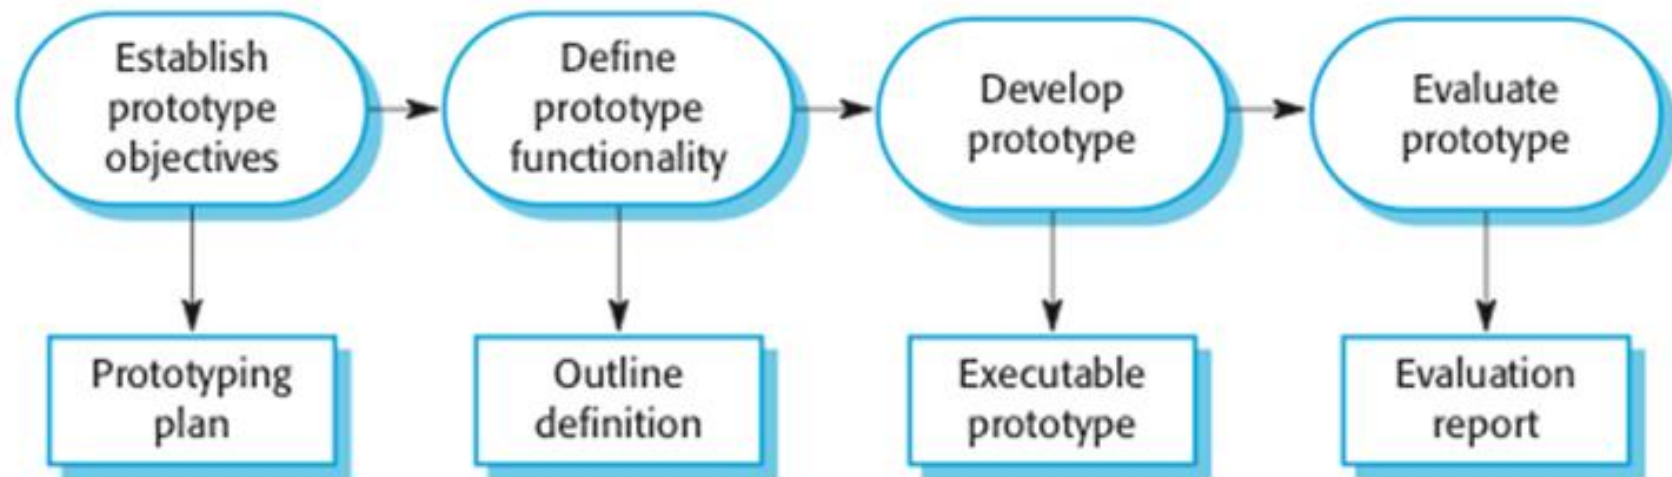 Establish
prototype
objectives
Define
prototype
functionality
Develop
prototype
Evaluate
prototype
Prototyping
plan
Outline
definition
Executable
prototype
Evaluation
report